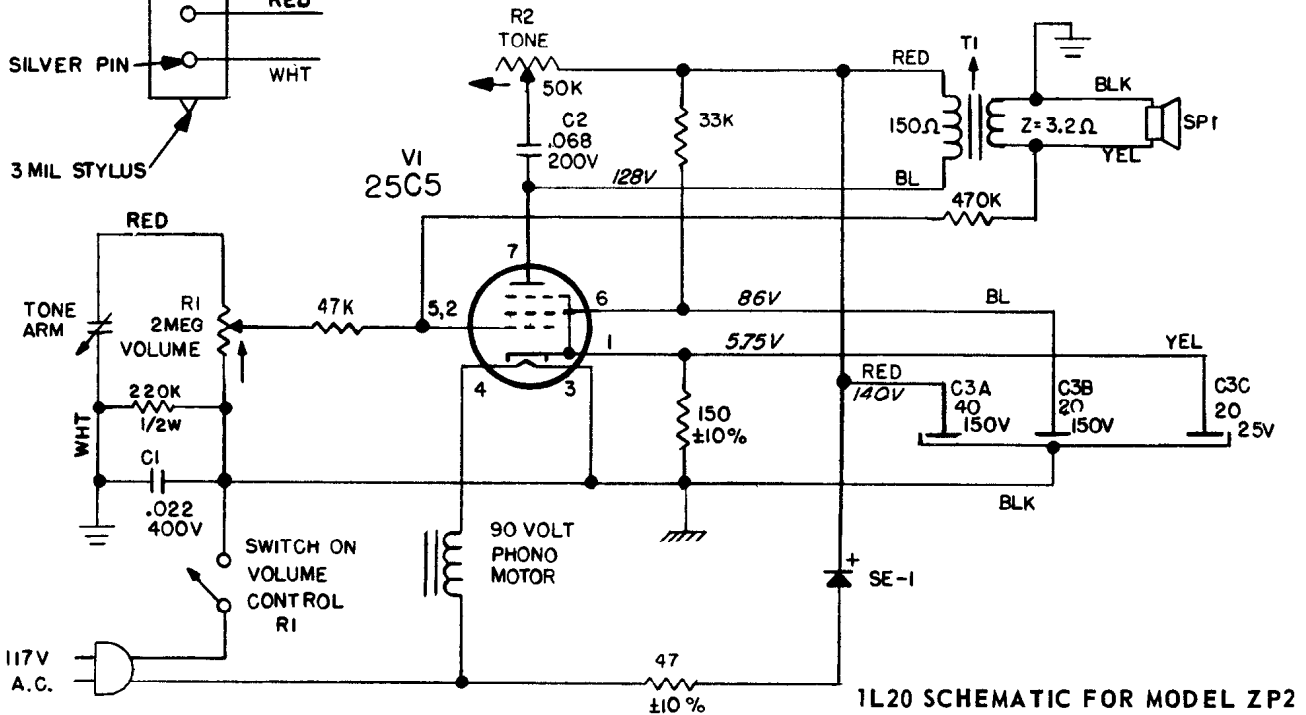 RED
SILVER PIN
WHT
3 MIL STYLUS
R2
TONE
50K
C2
.068
200V
V1
25C5
33K
128V
RED
T1
150Ω
Z=3.2Ω
BLK
SP1
YEL
BL
470K
RED
TONE
ARM
R1
2MEG
VOLUME
47K
5,2
7
6
86V
BL
1
5.75V
YEL
4
3
RED
140V
C3A
40
150V
C3B
20
150V
C3C
20
25V
WHT
220K
1/2W
150
±10%
C1
.022
400V
BLK
SWITCH ON
VOLUME
CONTROL
R1
90 VOLT
PHONO
MOTOR
+
SE-1
117V
A.C.
47
±10%
1L20 SCHEMATIC FOR MODEL ZP2